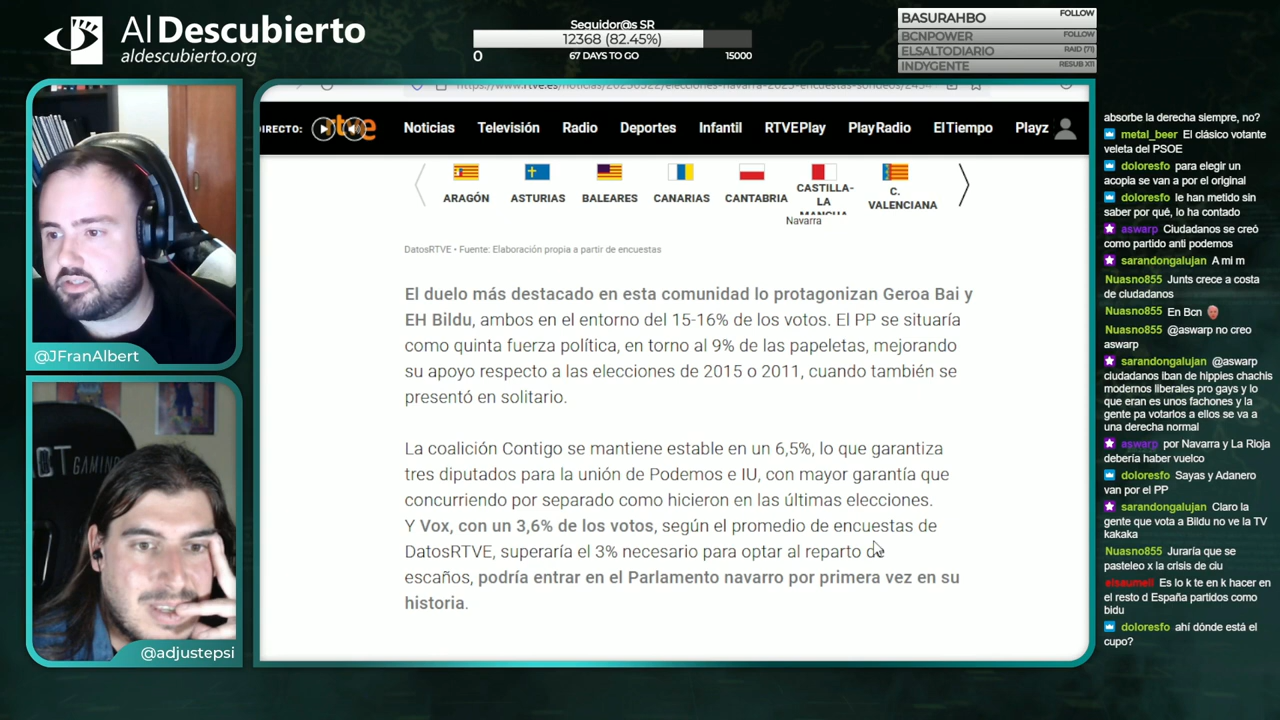 Al Descubierto
aldescubierto.org
Seguidor@s SR
12368 (82.45%)
0
67 DAYS TO GO
15000
BASURAHBO
FOLLOW
BCNPOWER
FOLLOW
ELSALTODIARIO
RAID (71)
INDYGENTE
RESUB X11
@JFranAlbert
@adjustepsi
DIRECTO:
rtve
Noticias
Televisión
Radio
Deportes
Infantil
RTVEPlay
PlayRadio
ElTiempo
Playz
ARAGÓN
ASTURIAS
BALEARES
CANARIAS
CANTABRIA
CASTILLA-
LA
MANCHA
C.
VALENCIANA
Navarra
DatosRTVE • Fuente: Elaboración propia a partir de encuestas
El duelo más destacado en esta comunidad lo protagonizan Geroa Bai y
EH Bildu, ambos en el entorno del 15-16% de los votos. El PP se situaría
como quinta fuerza política, en torno al 9% de las papeletas, mejorando
su apoyo respecto a las elecciones de 2015 o 2011, cuando también se
presentó en solitario.
La coalición Contigo se mantiene estable en un 6,5%, lo que garantiza
tres diputados para la unión de Podemos e IU, con mayor garantía que
concurriendo por separado como hicieron en las últimas elecciones.
Y Vox, con un 3,6% de los votos, según el promedio de encuestas de
DatosRTVE, superaría el 3% necesario para optar al reparto de
escaños, podría entrar en el Parlamento navarro por primera vez en su
historia.
absorbe la derecha siempre, no?
metal_beer El clásico votante
veleta del PSOE
doloresfo para elegir un
acopia se van a por el original
doloresfo le han metido sin
saber por qué, lo ha contado
aswarp Ciudadanos se creó
como partido anti podemos
sarandongalujan A mi m
Nuasno855 Junts crece a costa
de ciudadanos
Nuasno855 En Bcn
Nuasno855 @aswarp no creo
aswarp
sarandongalujan @aswarp
ciudadanos iban de hippies chachis
modernos liberales pro gays y lo
que eran es unos fachones y la
gente pa votarlos a ellos se va a
una derecha normal
aswarp por Navarra y La Rioja
debería haber vuelco
doloresfo Sayas y Adanero
van por el PP
sarandongalujan Claro la
gente que vota a Bildu no ve la TV
kakaka
Nuasno855 Juraría que se
pasteleo x la crisis de ciu
elsaumell Es lo k te en k hacer en
el resto d España partidos como
bidu
doloresfo ahí dónde está el
cupo?